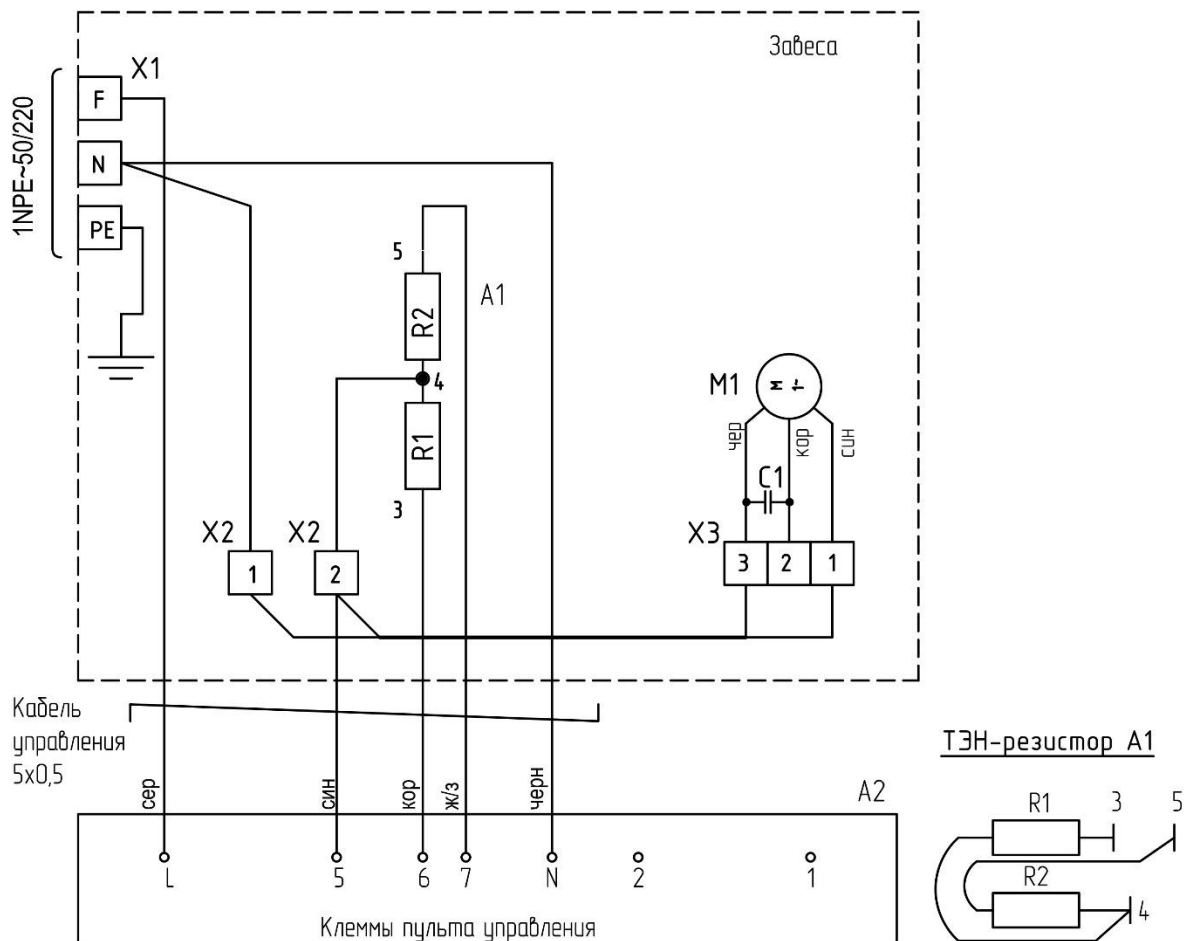 Завеса
X1
1NPE~50/220
F
N
PE
5
R2
A1
4
R1
3
M1
чер
кор
син
C1
X2
1
X2
2
X3
3
2
1
Кабель
управления
5х0,5
сер
син
кор
ж/з
черн
A2
L
5
6
7
N
2
1
Клеммы пульта управления
ТЭН-резистор A1
R1
3
5
R2
4